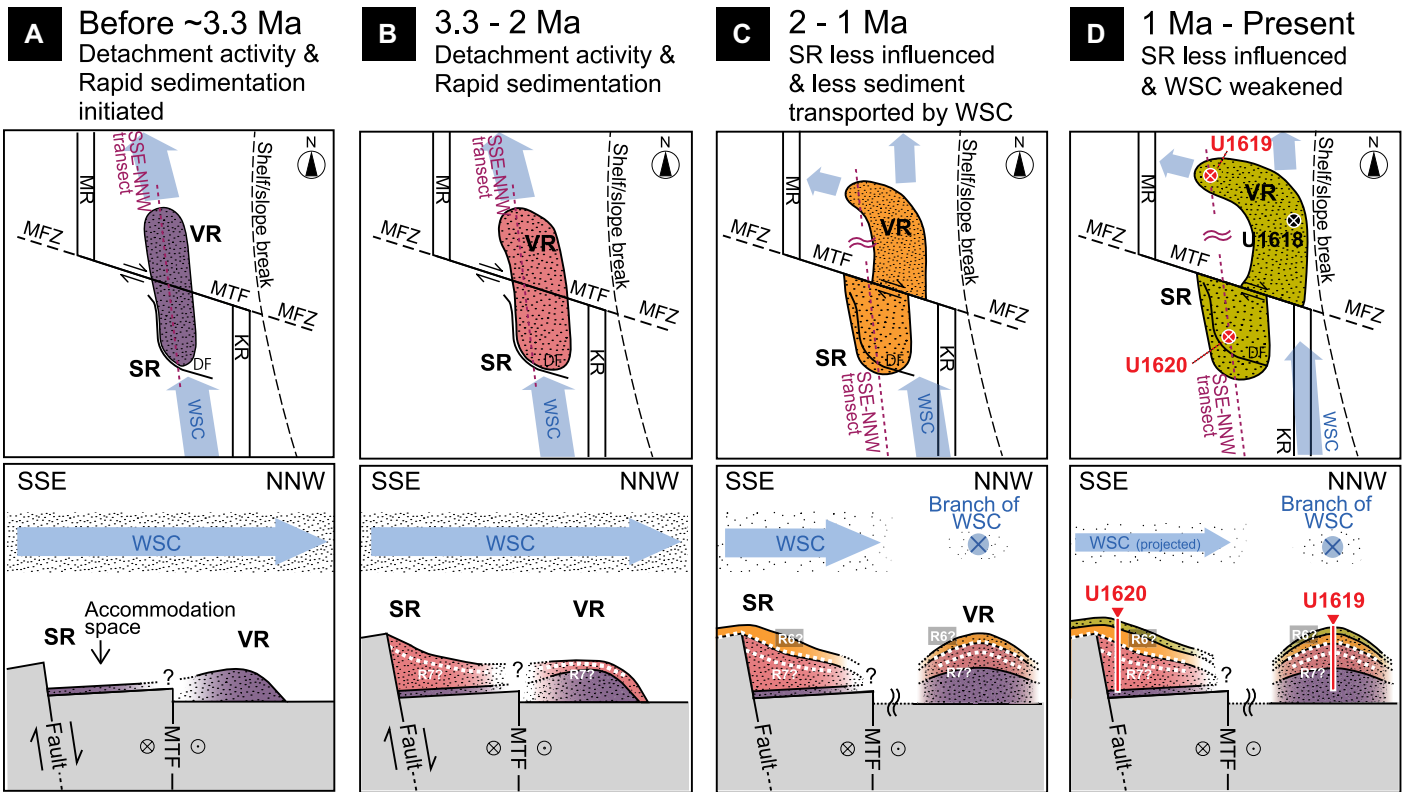 A
Before ~3.3 Ma
Detachment activity &
Rapid sedimentation
initiated
B
3.3 - 2 Ma
Detachment activity &
Rapid sedimentation
C
2 - 1 Ma
SR less influenced
& less sediment
transported by WSC
D
1 Ma - Present
SR less influenced
& WSC weakened
N
SSE-NNW
transect
Shelf/slope break
MR
VR
MFZ
MTF
MFZ
KR
SR
DF
WSC
N
SSE-NNW
transect
Shelf/slope break
MR
VR
MFZ
MTF
MFZ
KR
SR
DF
WSC
N
Shelf/slope break
MR
VR
MFZ
MTF
MFZ
SR
DF
KR
SSE-NNW
transect
WSC
N
U1619
Shelf/slope break
MR
VR
U1618
MFZ
MTF
SR
MFZ
DF
U1620
SSE-NNW
transect
KR
WSC
SSE
NNW
WSC
Accommodation
space
SR
VR
?
Fault
MTF
SSE
NNW
WSC
SR
VR
R7?
?
R7?
Fault
MTF
SSE
NNW
Branch of
WSC
WSC
SR
VR
R6?
R6?
R7?
?
R7?
Fault
MTF
SSE
NNW
Branch of
WSC
WSC (projected)
U1620
U1619
R6?
R6?
R7?
?
R7?
Fault
MTF